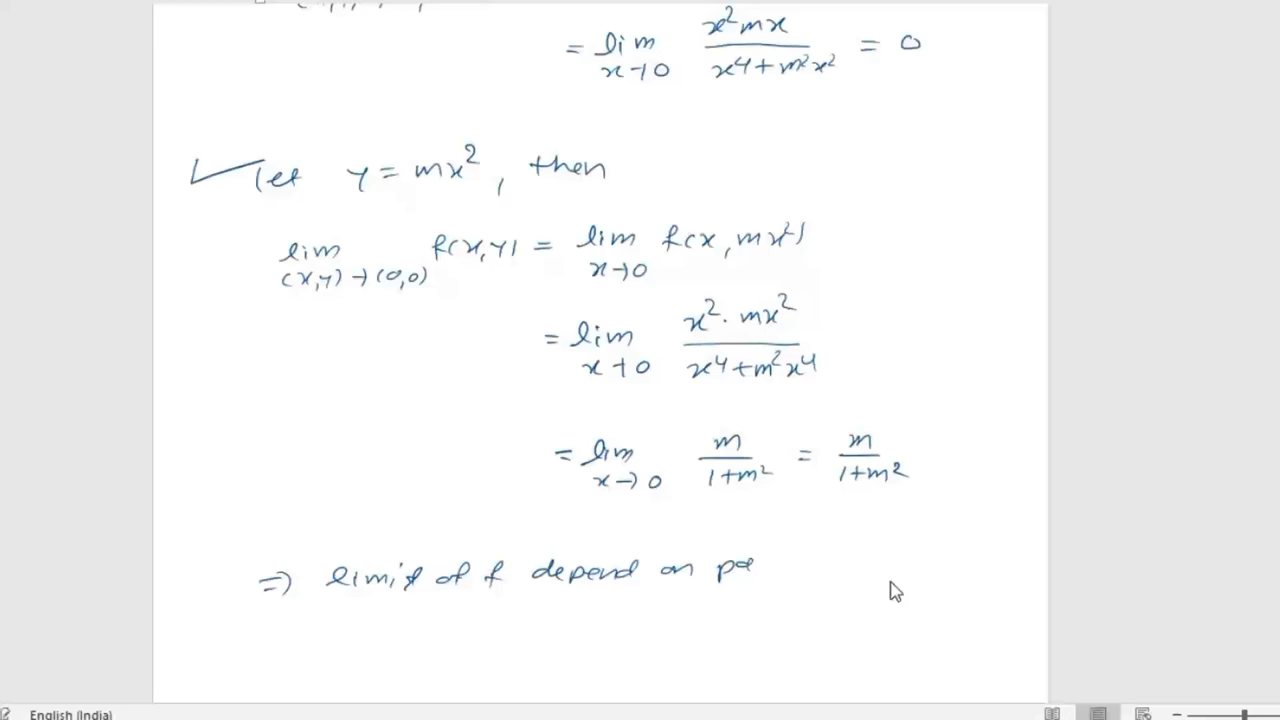 = lim x→0 x²mx / x⁴+m²x² = 0
let y = mx², then
lim (x,y)→(0,0) f(x,y) = lim x→0 f(x,mx²)
= lim x→0 x².mx² / x⁴+m²x⁴
= lim x→0 m / 1+m² = m / 1+m²
=> limit of f depend on pa
English (India)